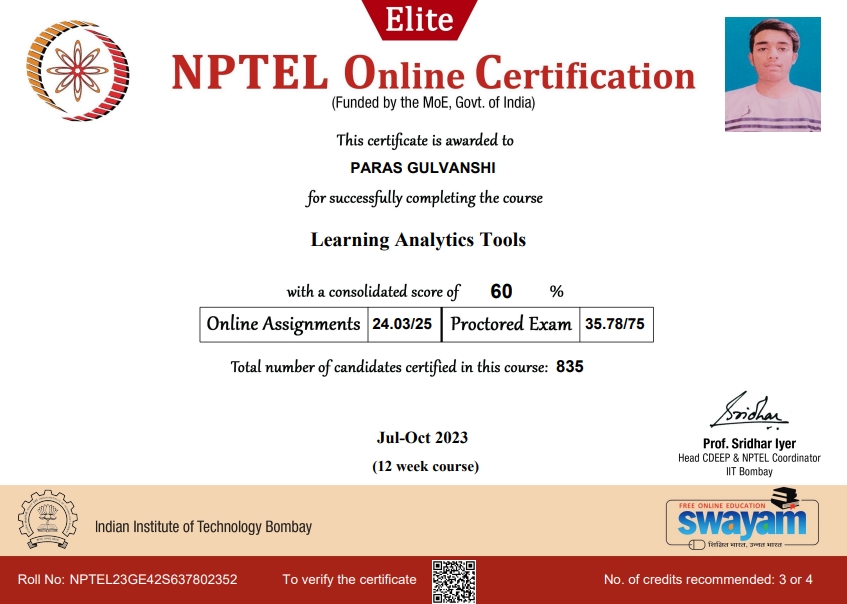 Elite
NPTEL Online Certification
(Funded by the MoE, Govt. of India)
This certificate is awarded to
PARAS GULVANSHI
for successfully completing the course
Learning Analytics Tools
with a consolidated score of 60 %
Online Assignments 24.03/25 Proctored Exam 35.78/75
Total number of candidates certified in this course: 835
Sridhar
Jul-Oct 2023
(12 week course)
Prof. Sridhar Iyer
Head CDEEP & NPTEL Coordinator
IIT Bombay
Indian Institute of Technology Bombay
FREE ONLINE EDUCATION
swayam
शिक्षित भारत, उन्नत भारत
Roll No: NPTEL23GE42S637802352 To verify the certificate No. of credits recommended: 3 or 4